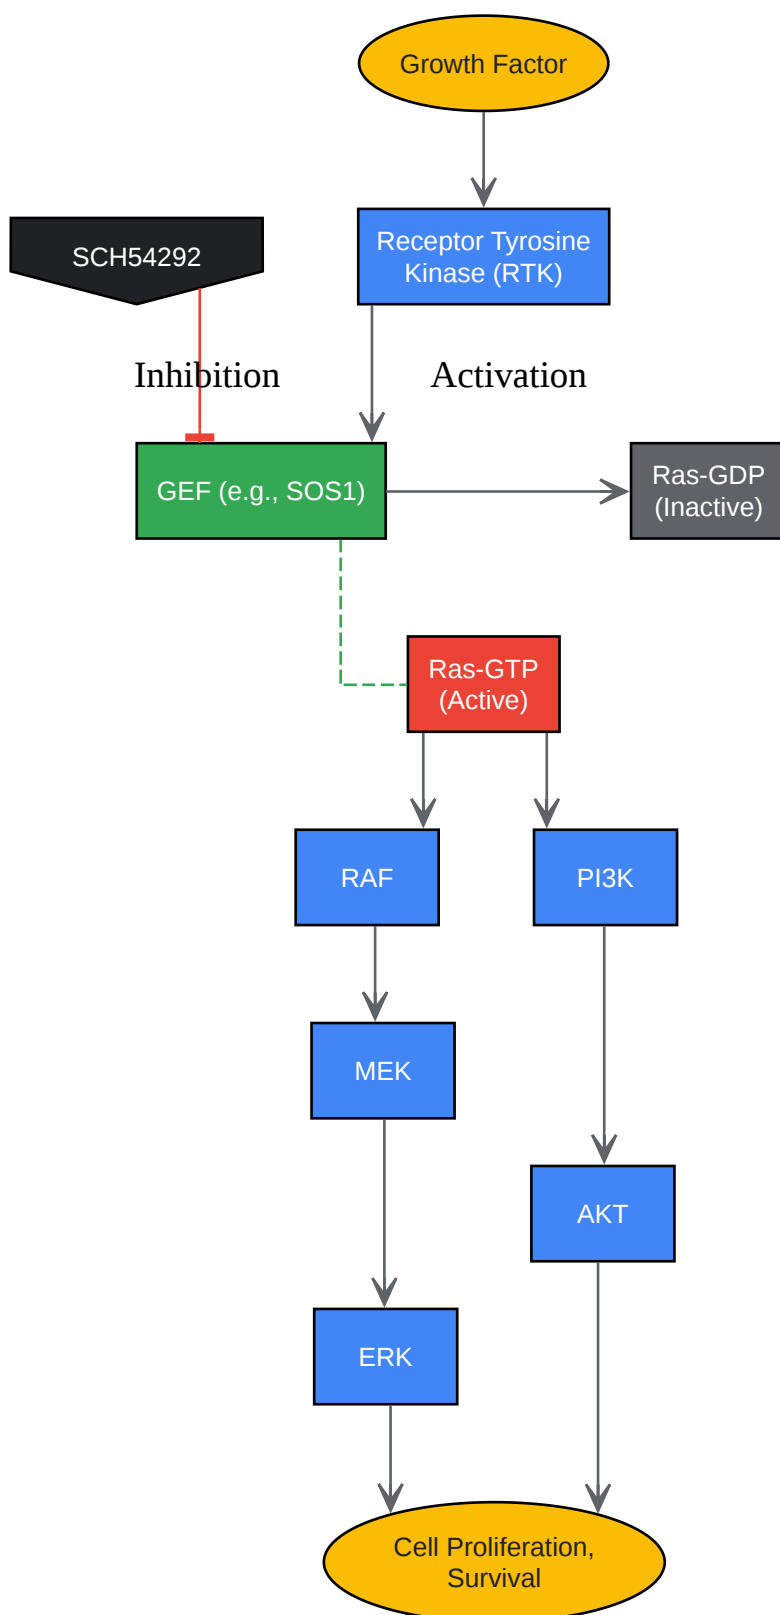 Growth Factor
SCH54292
Receptor Tyrosine
Kinase (RTK)
Inhibition
Activation
GEF (e.g., SOS1)
Ras-GDP
(Inactive)
Ras-GTP
(Active)
RAF
PI3K
MEK
AKT
ERK
Cell Proliferation,
Survival